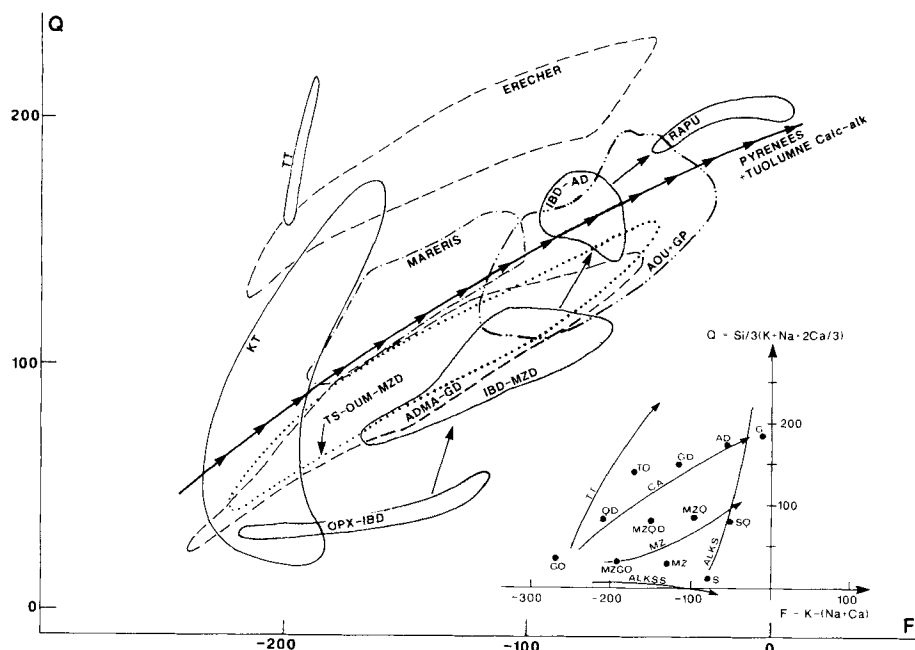 Q
200
100
0
-200
-100
0
F
TT
ERECHER
RAPU
PYRENEES
+TUOLUMNE Calc-alk
IBD-AD
MARERIS
AOU-GP
KT
TS-OUM-MZD
ADMA-GD
IBD-MZD
OPX-IBD
Q - Si/3(K+Na+2Ca/3)
200
100
TT
TO
GD
AD
G
CA
QD
MZQD
MZQ
SQ
MZ
GO
MZGO
MZ
S
ALKS
ALKSS
-300
-200
-100
0
100
F - K-(Na+Ca)